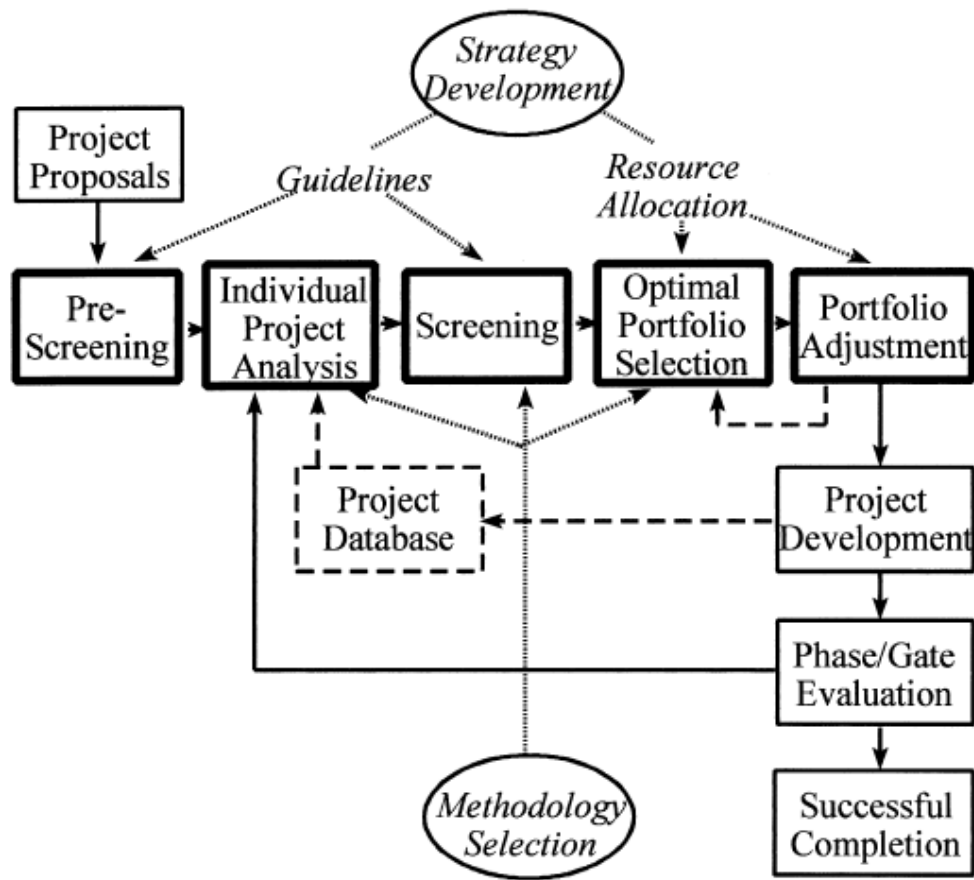 Strategy
Development
Project
Proposals
Guidelines
Resource
Allocation
Pre-
Screening
Individual
Project
Analysis
Screening
Optimal
Portfolio
Selection
Portfolio
Adjustment
Project
Database
Project
Development
Phase/Gate
Evaluation
Methodology
Selection
Successful
Completion